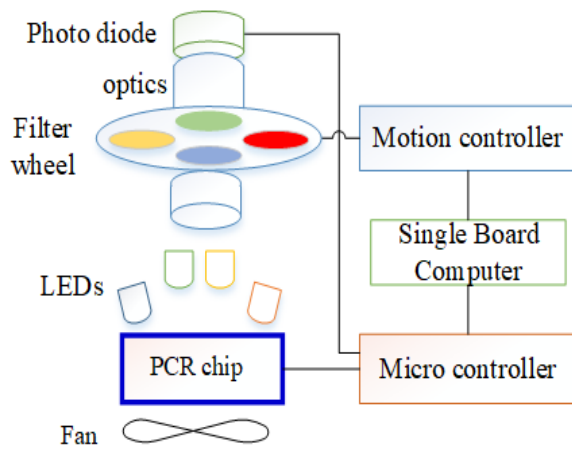 Photo diode
optics
Filter
wheel
Motion controller
Single Board
Computer
LEDs
PCR chip
Micro controller
Fan